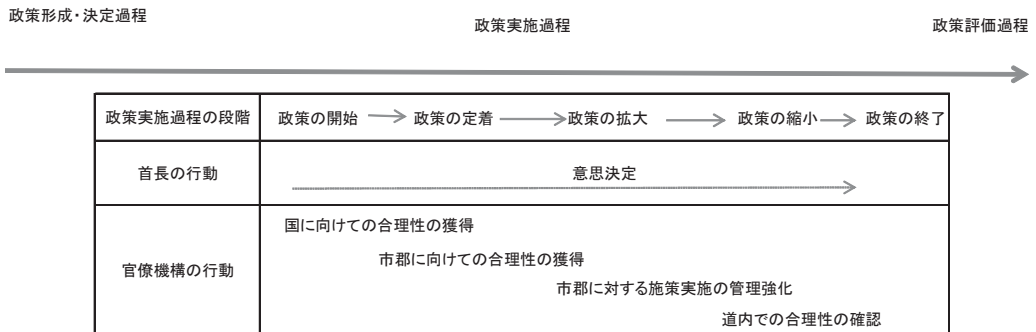 政策形成・決定過程
政策実施過程
政策評価過程
政策実施過程の段階
政策の開始 政策の定着 政策の拡大 政策の縮小 政策の終了
首長の行動
意思決定
官僚機構の行動
国に向けての合理性の獲得
市郡に向けての合理性の獲得
市郡に対する施策実施の管理強化
道内での合理性の確認